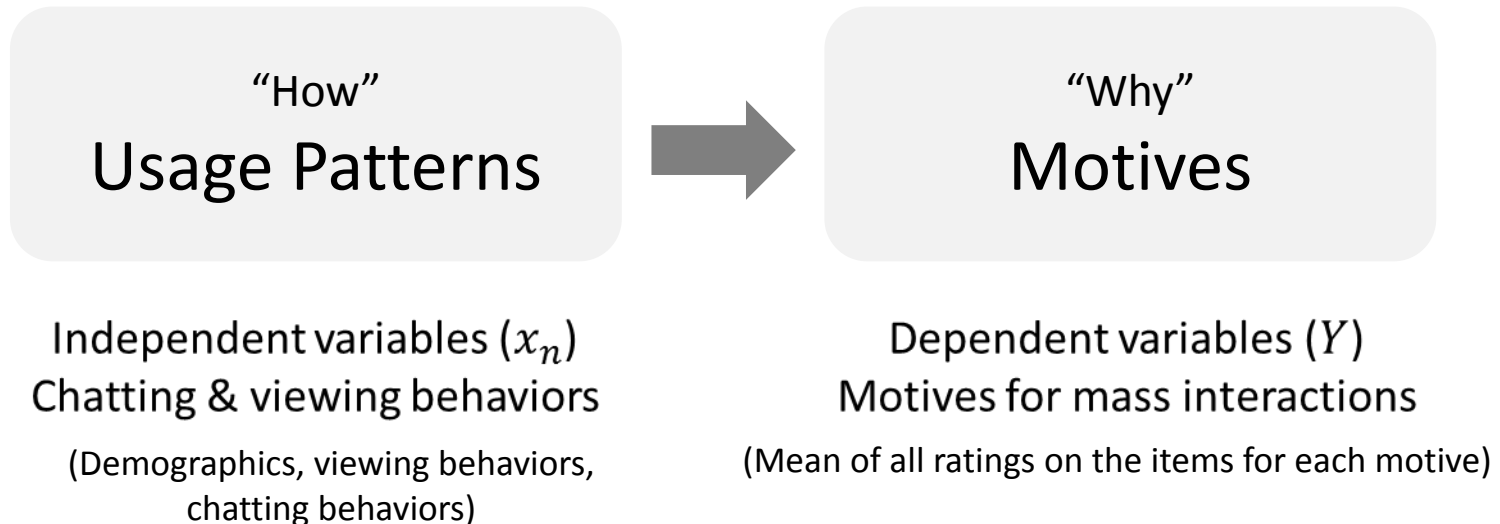 “How”
Usage Patterns
Independent variables (xₙ)
Chatting & viewing behaviors
(Demographics, viewing behaviors,
chatting behaviors)
“Why”
Motives
Dependent variables (Y)
Motives for mass interactions
(Mean of all ratings on the items for each motive)